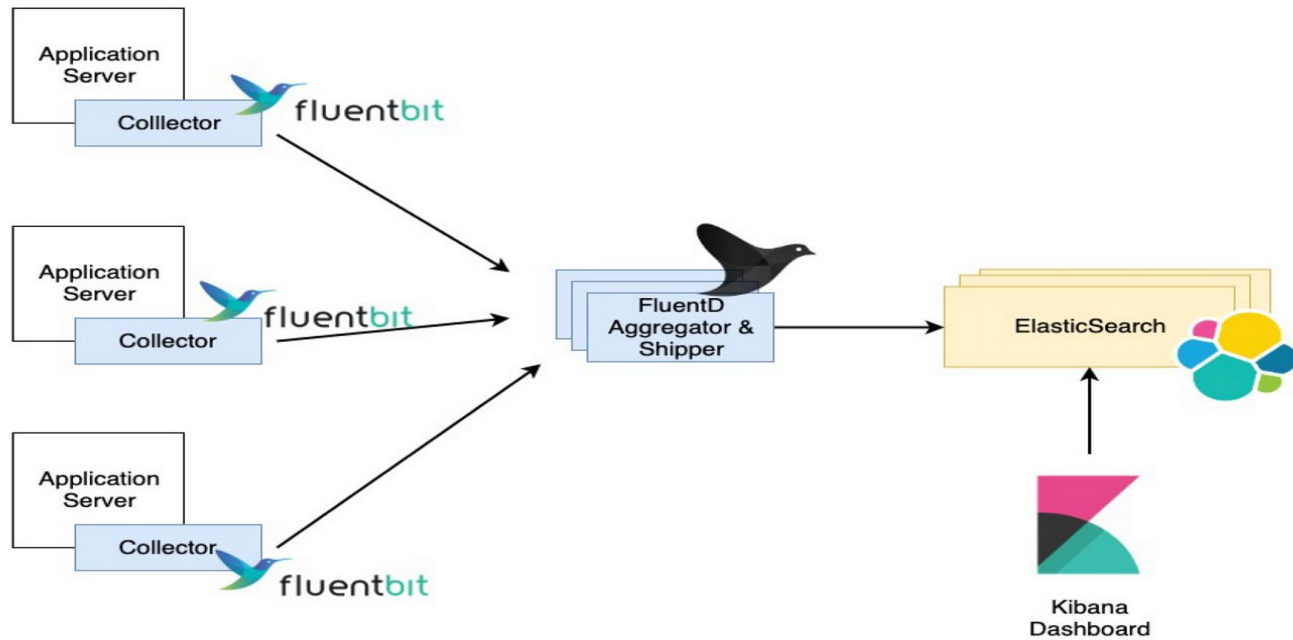 Application
Server
Colllector
fluentbit
Application
Server
Collector
fluentbit
Application
Server
Collector
fluentbit
FluentD
Aggregator &
Shipper
ElasticSearch
Kibana
Dashboard